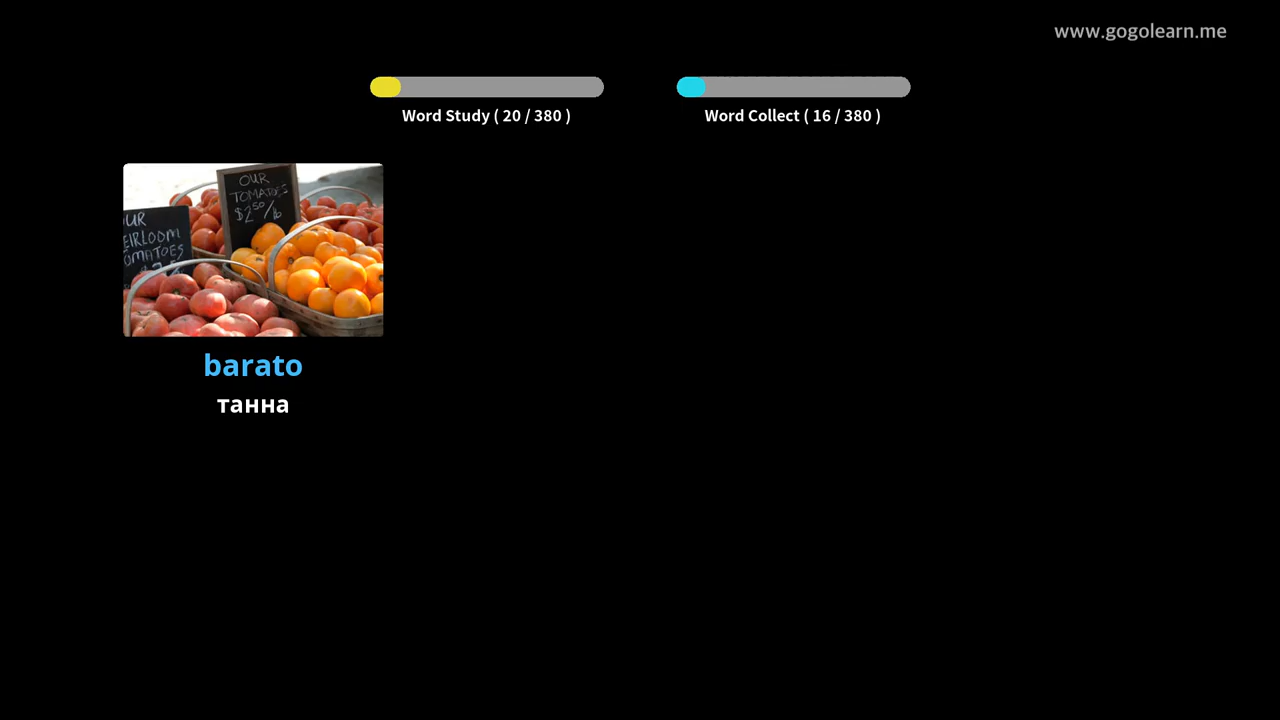 www.gogolearn.me
Word Study ( 20 / 380 )
Word Collect ( 16 / 380 )
OUR
TOMATOES
$2.50/lb
UR
EIRLOOM
OMATOES
barato
танна